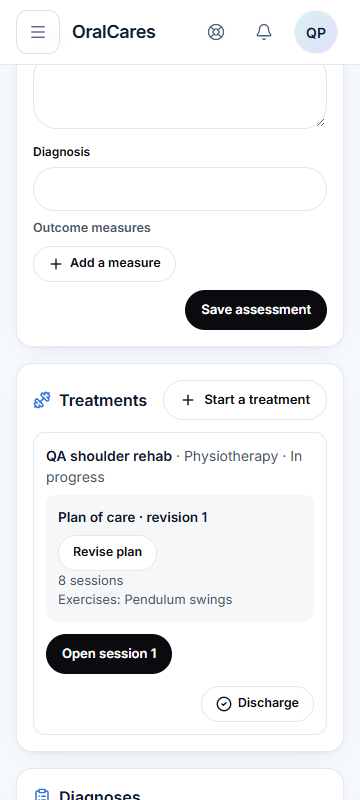 OralCares
QP
Diagnosis
Outcome measures
Add a measure
Save assessment
Treatments
Start a treatment
QA shoulder rehab · Physiotherapy · In
progress
Plan of care · revision 1
Revise plan
8 sessions
Exercises: Pendulum swings
Open session 1
Discharge
Diagnoses